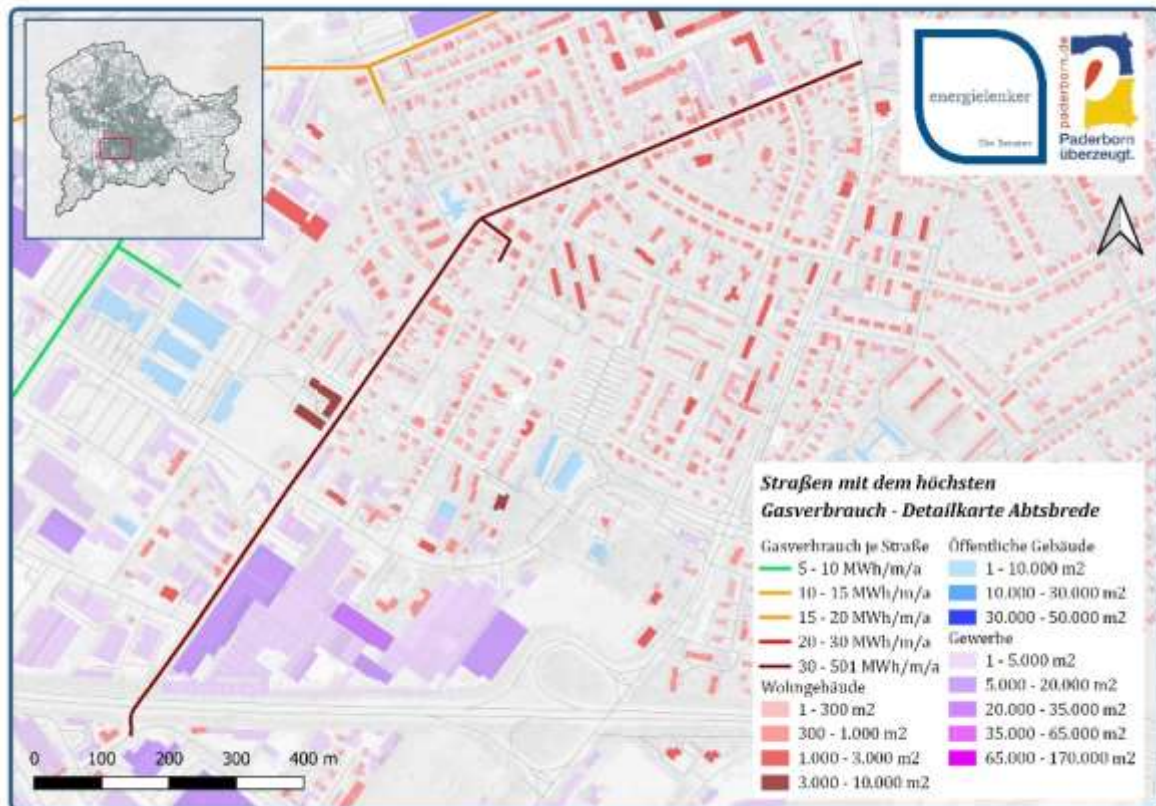 energielenker
paderborn.de
Paderborn
überzeugt.
Straßen mit dem höchsten
Gasverbrauch - Detailkarte Abtsbrede
Gasverbrauch je Straße
5 - 10 MWh/m/a
10 - 15 MWh/m/a
15 - 20 MWh/m/a
20 - 30 MWh/m/a
30 - 501 MWh/m/a
Wohngebäude
1 - 300 m2
300 - 1.000 m2
1.000 - 3.000 m2
3.000 - 10.000 m2
Öffentliche Gebäude
1 - 10.000 m2
10.000 - 30.000 m2
30.000 - 50.000 m2
Gewerbe
1 - 5.000 m2
5.000 - 20.000 m2
20.000 - 35.000 m2
35.000 - 65.000 m2
65.000 - 170.000 m2
0 100 200 300 400 m